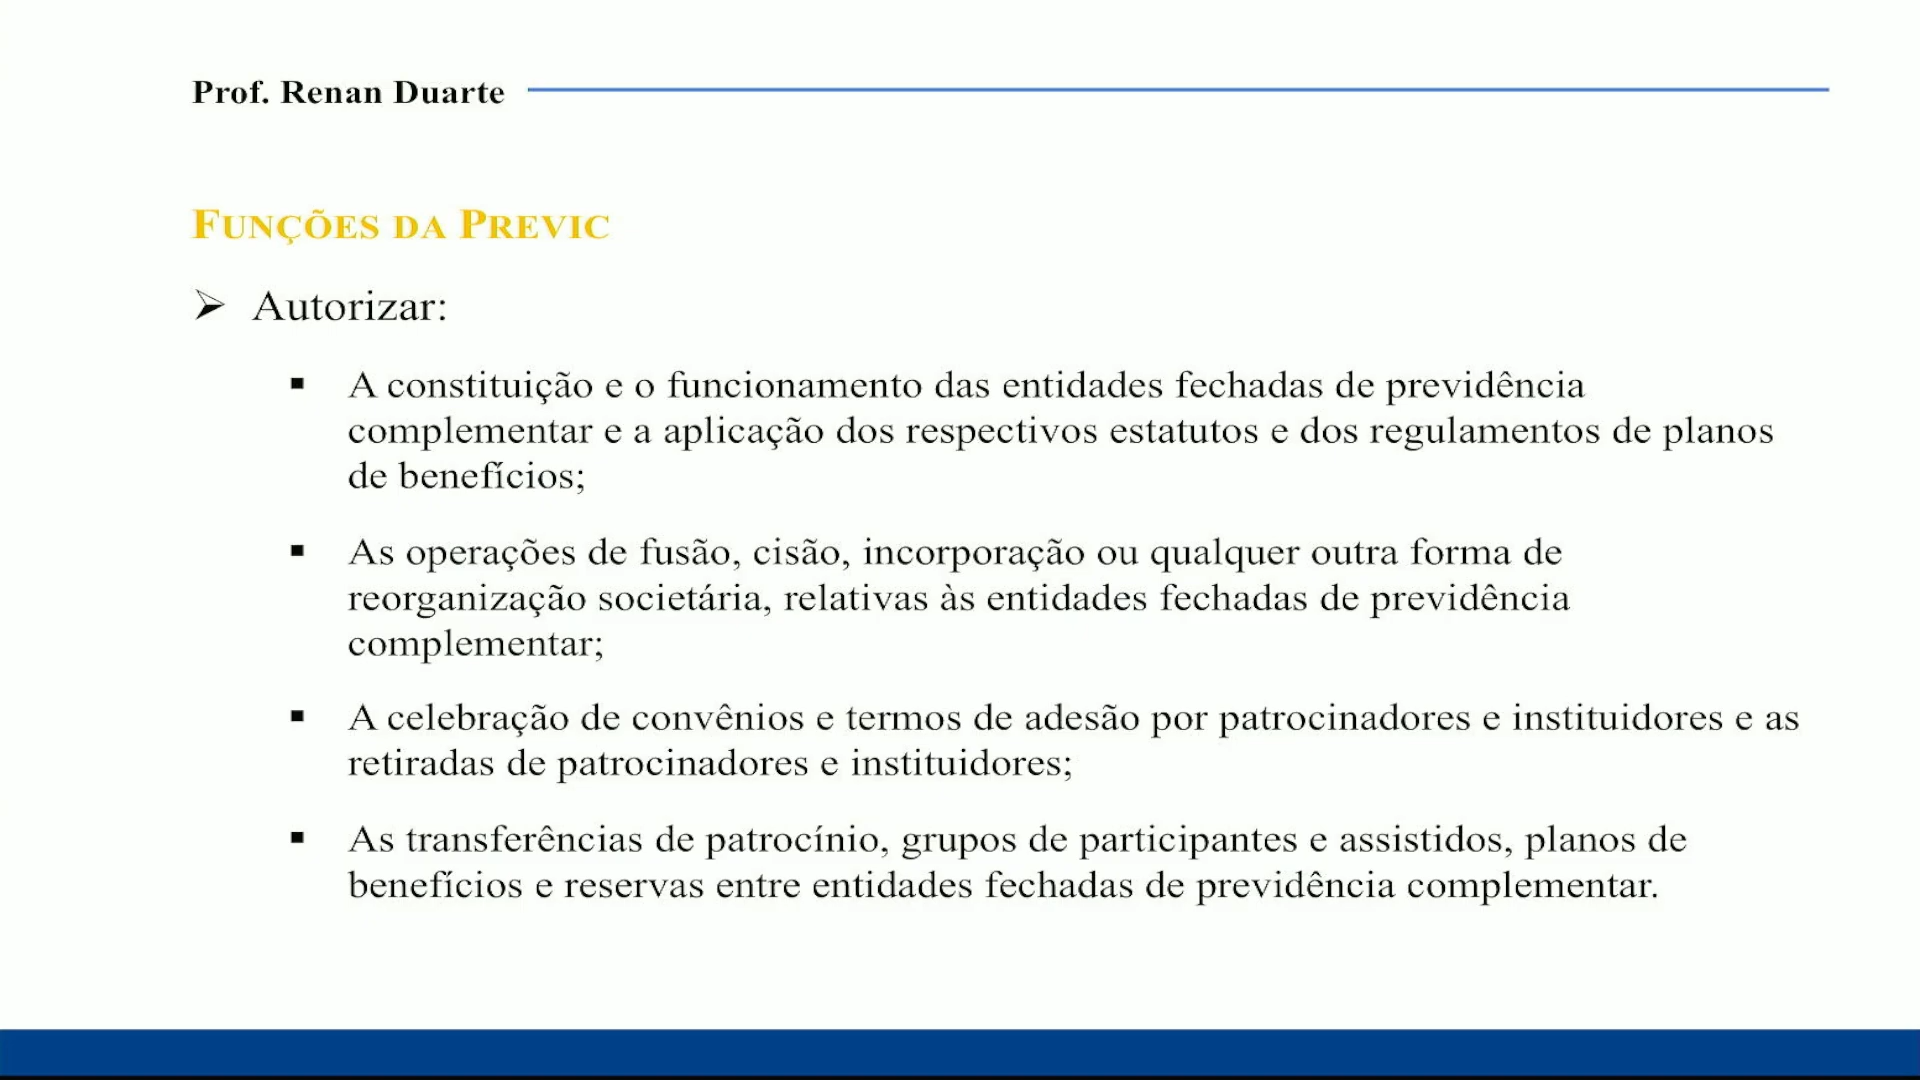 Prof. Renan Duarte
FUNÇÕES DA PREVIC
➢ Autorizar:
▪ A constituição e o funcionamento das entidades fechadas de previdência
complementar e a aplicação dos respectivos estatutos e dos regulamentos de planos
de benefícios;
▪ As operações de fusão, cisão, incorporação ou qualquer outra forma de
reorganização societária, relativas às entidades fechadas de previdência
complementar;
▪ A celebração de convênios e termos de adesão por patrocinadores e instituidores e as
retiradas de patrocinadores e instituidores;
▪ As transferências de patrocínio, grupos de participantes e assistidos, planos de
benefícios e reservas entre entidades fechadas de previdência complementar.